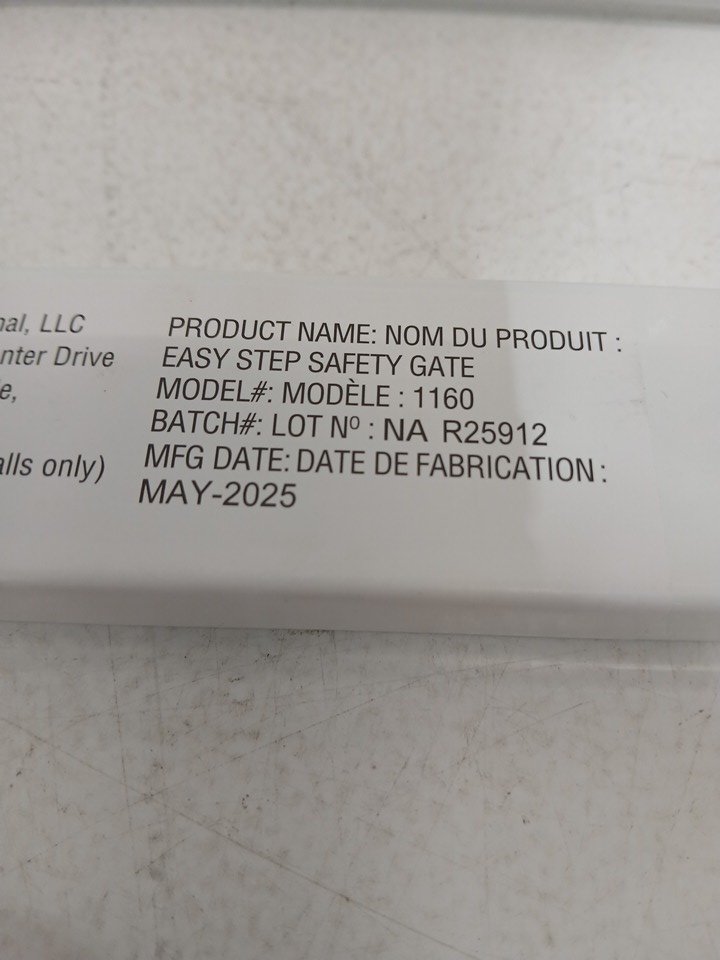 nal, LLC
nter Drive
e,
alls only)
PRODUCT NAME: NOM DU PRODUIT :
EASY STEP SAFETY GATE
MODEL#: MODÈLE : 1160
BATCH#: LOT Nº : NA R25912
MFG DATE: DATE DE FABRICATION :
MAY-2025